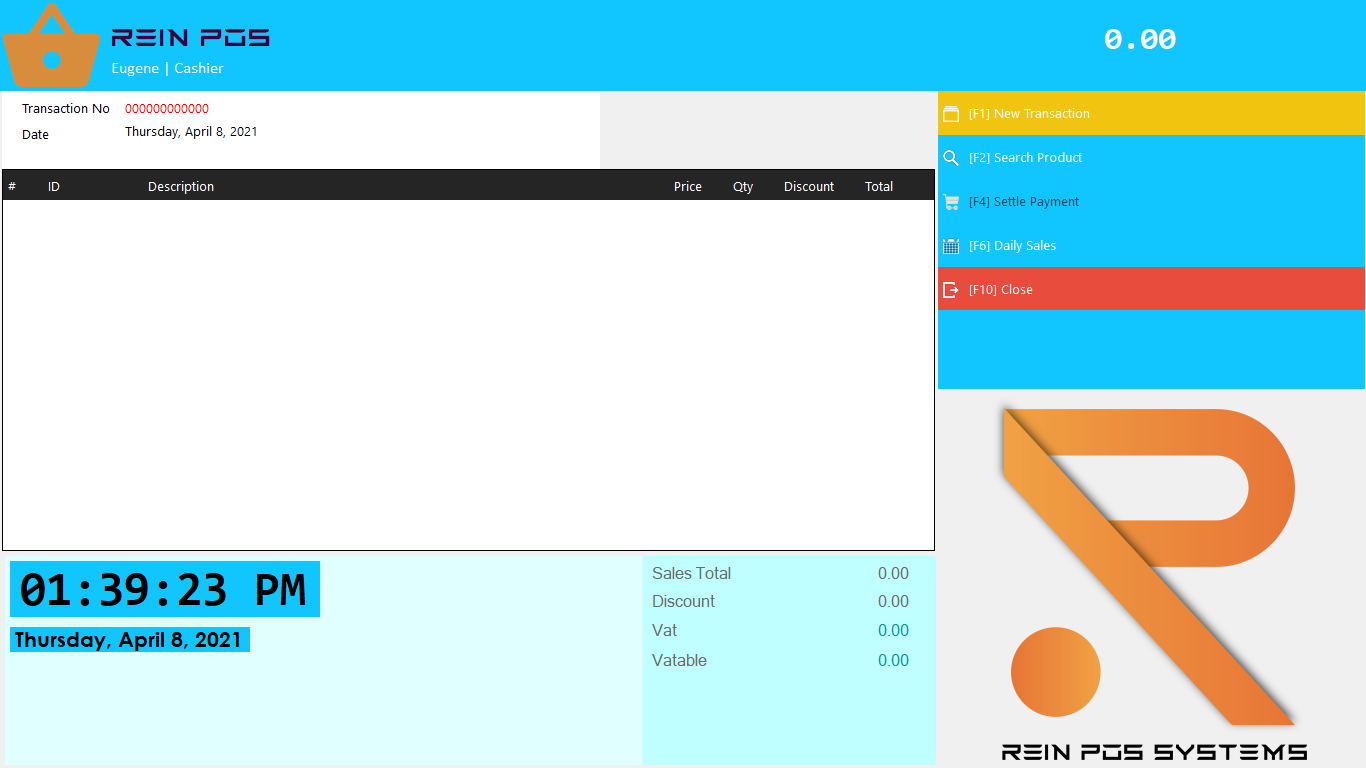 REIN POS
Eugene | Cashier
0.00
Transaction No 000000000000
Date Thursday, April 8, 2021
# ID Description Price Qty Discount Total
[F1] New Transaction
[F2] Search Product
[F4] Settle Payment
[F6] Daily Sales
[F10] Close
01:39:23 PM
Thursday, April 8, 2021
Sales Total 0.00
Discount 0.00
Vat 0.00
Vatable 0.00
REIN POS SYSTEMS